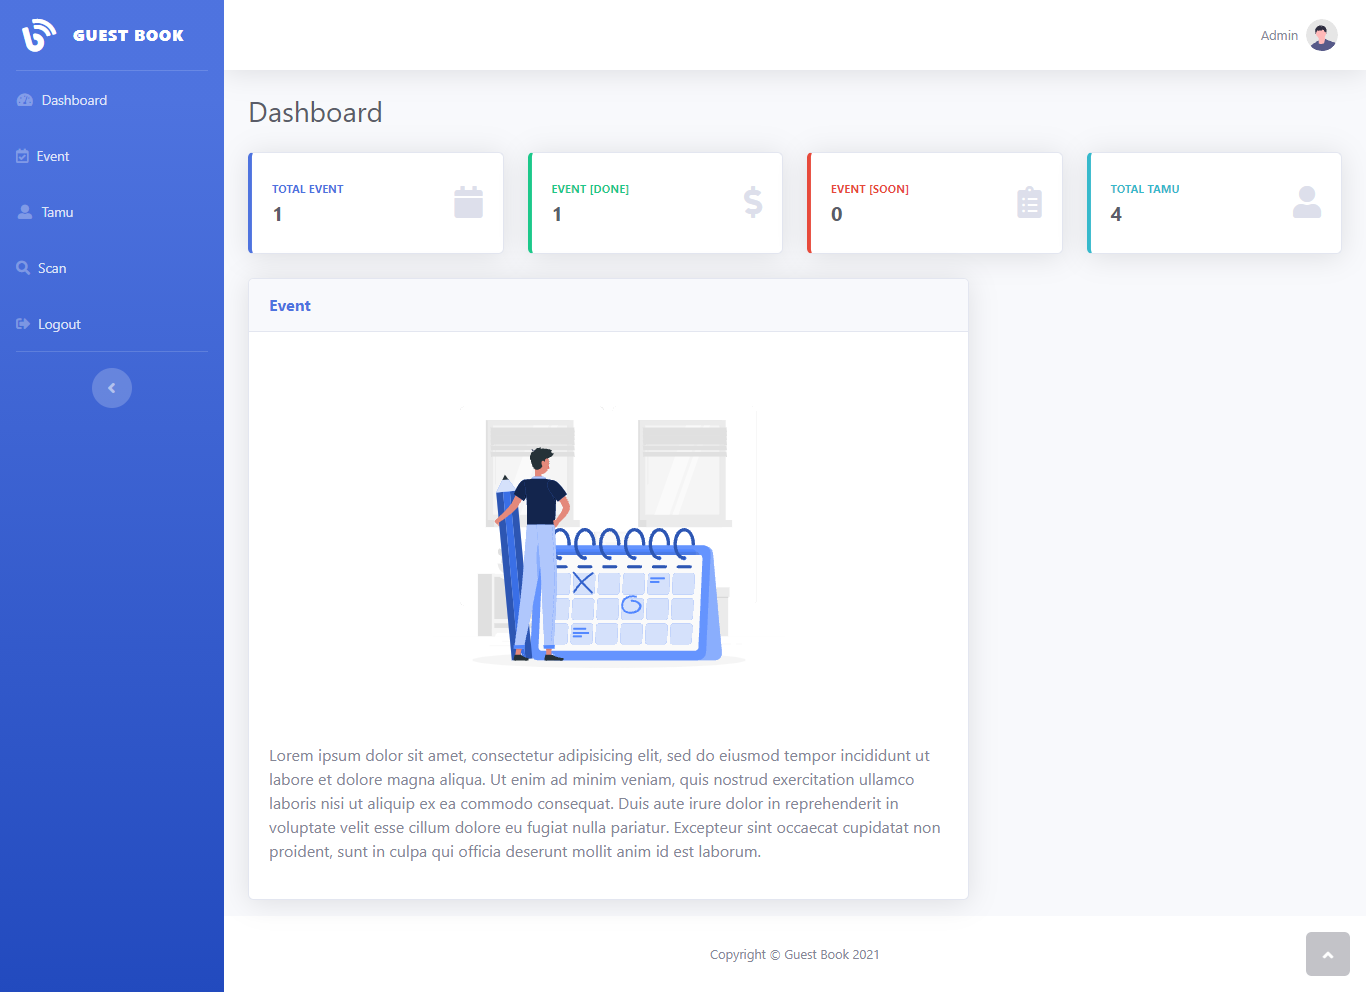 GUEST BOOK
Admin
Dashboard
Event
Tamu
Scan
Logout
Dashboard
TOTAL EVENT
1
EVENT [DONE]
1
EVENT [SOON]
0
TOTAL TAMU
4
Event
Lorem ipsum dolor sit amet, consectetur adipisicing elit, sed do eiusmod tempor incididunt ut
labore et dolore magna aliqua. Ut enim ad minim veniam, quis nostrud exercitation ullamco
laboris nisi ut aliquip ex ea commodo consequat. Duis aute irure dolor in reprehenderit in
voluptate velit esse cillum dolore eu fugiat nulla pariatur. Excepteur sint occaecat cupidatat non
proident, sunt in culpa qui officia deserunt mollit anim id est laborum.
Copyright © Guest Book 2021